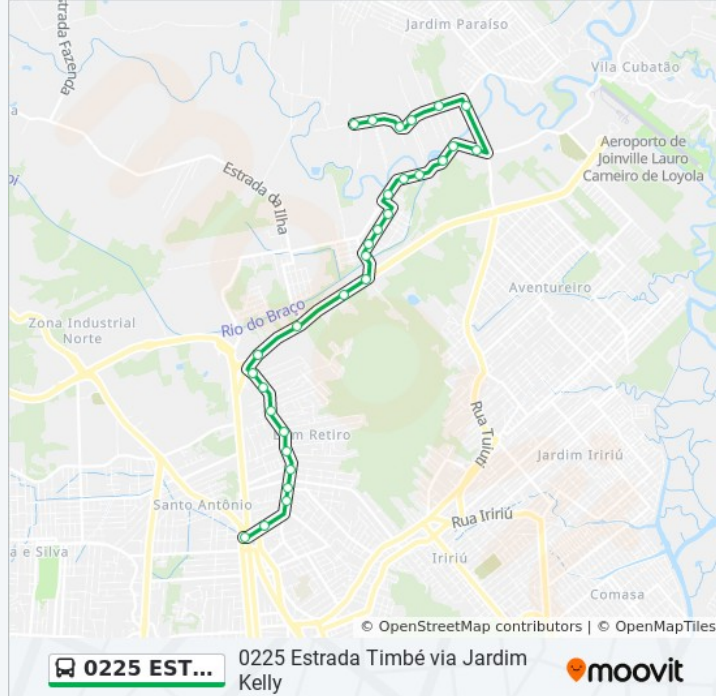 Estrada Fazenda
Jardim Paraíso
Vila Cubatão
Aeroporto de
Joinville Lauro
Carneiro de Loyola
Estrada da Ilha
Aventureiro
Rio do Braço
Zona Industrial
Norte
Bom Retiro
Rua Tuiuti
Jardim Iririú
Santo Antônio
Rua Iririú
a e Silva
Iririú
Comasa
© OpenStreetMap contributors | © OpenMapTiles
0225 EST...
0225 Estrada Timbé via Jardim
Kelly
moovit